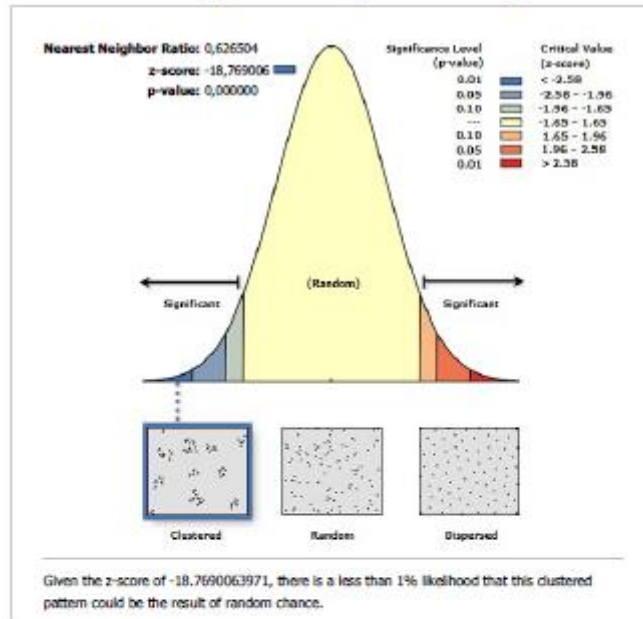 Nearest Neighbor Ratio: 0,626504
z-score: -18,769006
p-value: 0,000000
Significance Level
(p-value)
Critical Value
(z-score)
0.01 < -2.58
0.05 -2.58 - -1.96
0.10 -1.96 - -1.65
--- -1.65 - 1.65
0.10 1.65 - 1.96
0.05 1.96 - 2.58
0.01 > 2.58
(Random)
Significant
Significant
Clustered
Random
Dispersed
Given the z-score of -18.7690063971, there is a less than 1% likelihood that this clustered
pattern could be the result of random chance.